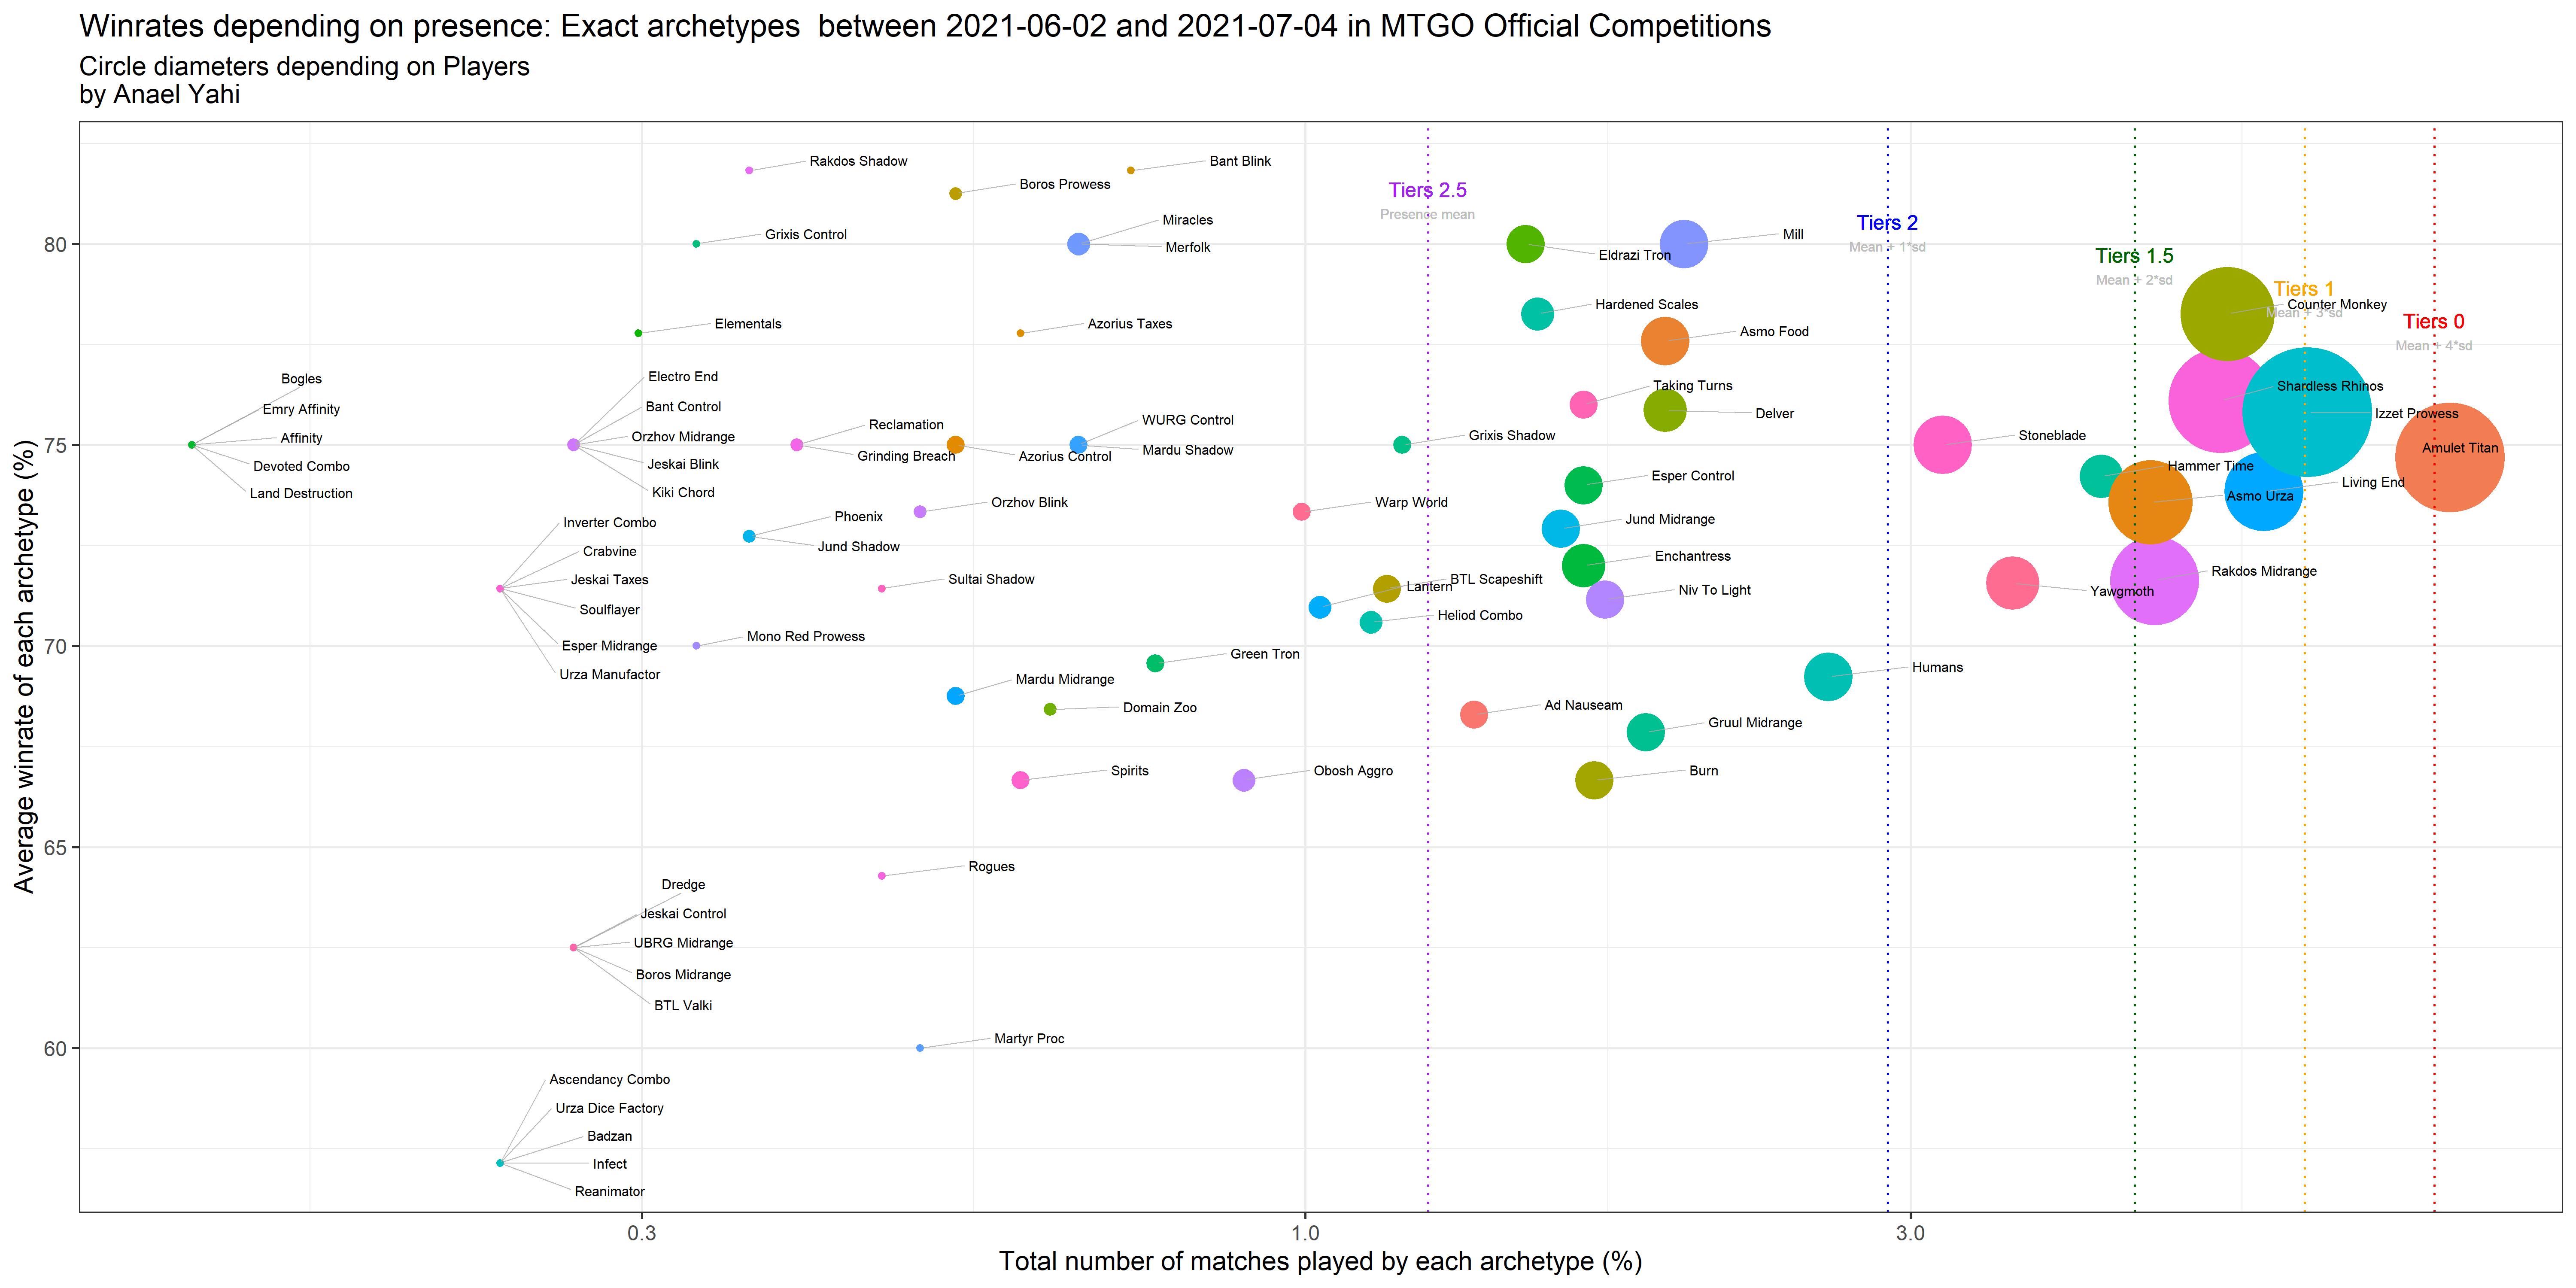 Winrates depending on presence: Exact archetypes  between 2021-06-02 and 2021-07-04 in MTGO Official Competitions
Circle diameters depending on Players
by Anael Yahi
Average winrate of each archetype (%)
80
75
70
65
60
Rakdos Shadow
Bant Blink
Boros Prowess
Tiers 2.5
Presence mean
Miracles
Merfolk
Grixis Control
Tiers 2
Mean + 1*sd
Mill
Eldrazi Tron
Tiers 1.5
Mean + 2*sd
Tiers 1
Mean + 3*sd
Counter Monkey
Hardened Scales
Tiers 0
Mean + 4*sd
Elementals
Azorius Taxes
Asmo Food
Bogles
Emry Affinity
Affinity
Devoted Combo
Land Destruction
Electro End
Bant Control
Orzhov Midrange
Jeskai Blink
Kiki Chord
Reclamation
Grinding Breach
Azorius Control
WURG Control
Mardu Shadow
Grixis Shadow
Taking Turns
Delver
Shardless Rhinos
Izzet Prowess
Amulet Titan
Stoneblade
Hammer Time
Living End
Asmo Urza
Esper Control
Warp World
Orzhov Blink
Jund Midrange
Phoenix
Jund Shadow
Inverter Combo
Crabvine
Jeskai Taxes
Soulflayer
Esper Midrange
Urza Manufactor
Sultai Shadow
Enchantress
Lantern
BTL Scapeshift
Niv To Light
Heliod Combo
Rakdos Midrange
Yawgmoth
Mono Red Prowess
Green Tron
Humans
Mardu Midrange
Domain Zoo
Ad Nauseam
Gruul Midrange
Spirits
Obosh Aggro
Burn
Rogues
Dredge
Jeskai Control
UBRG Midrange
Boros Midrange
BTL Valki
Martyr Proc
Ascendancy Combo
Urza Dice Factory
Badzan
Infect
Reanimator
0.3
1.0
3.0
Total number of matches played by each archetype (%)